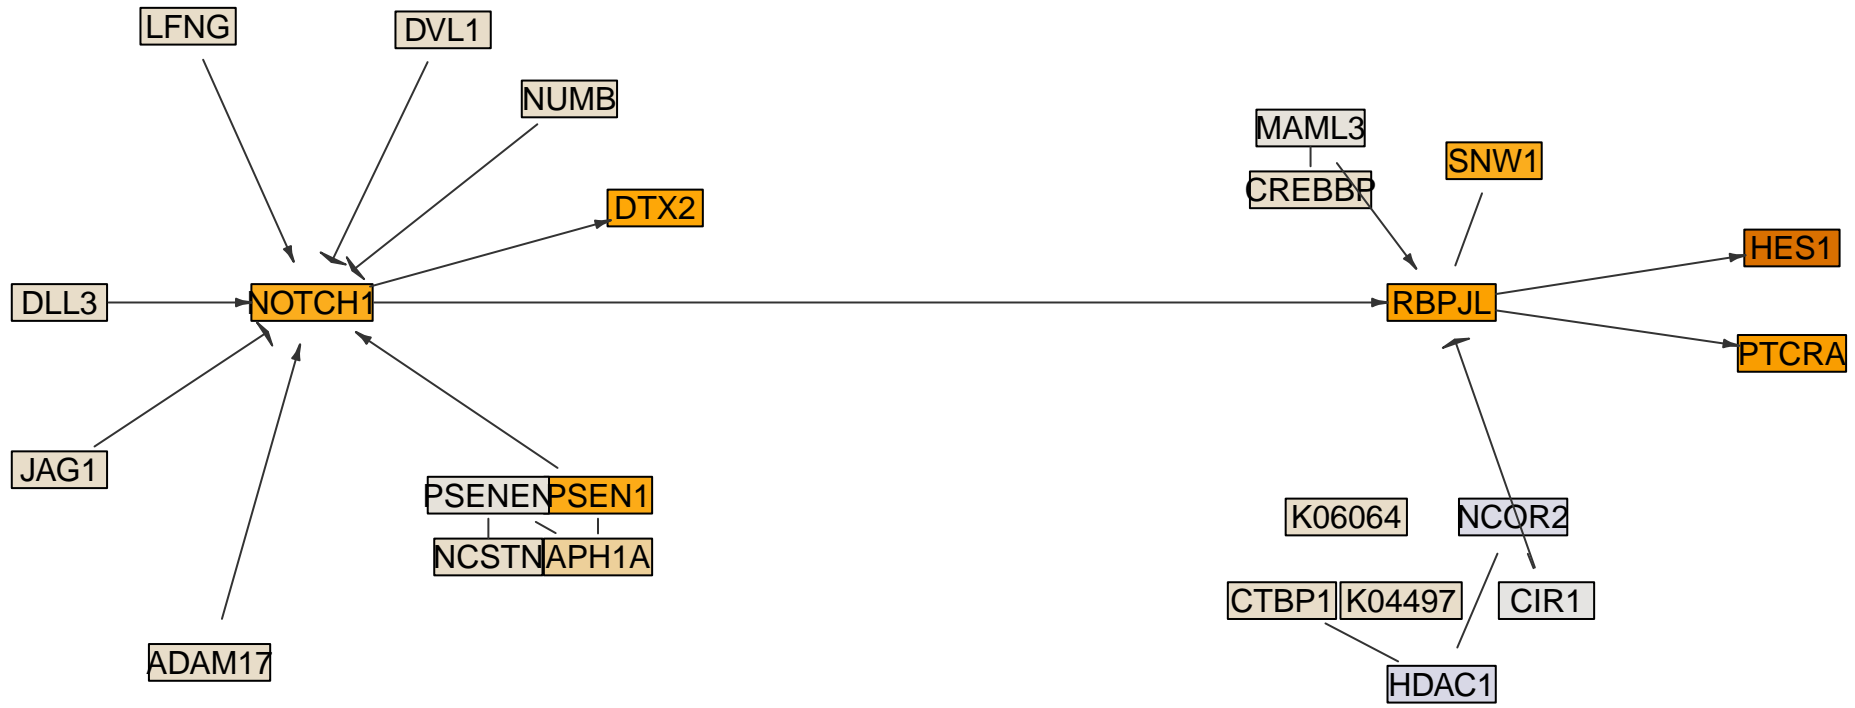 LFNG
DVL1
NUMB
MAML3
SNW1
CREBBP
DTX2
HES1
DLL3
NOTCH1
RBPJL
PTCRA
JAG1
PSENEN
PSEN1
K06064
NCOR2
NCSTN
APH1A
CTBP1
K04497
CIR1
ADAM17
HDAC1